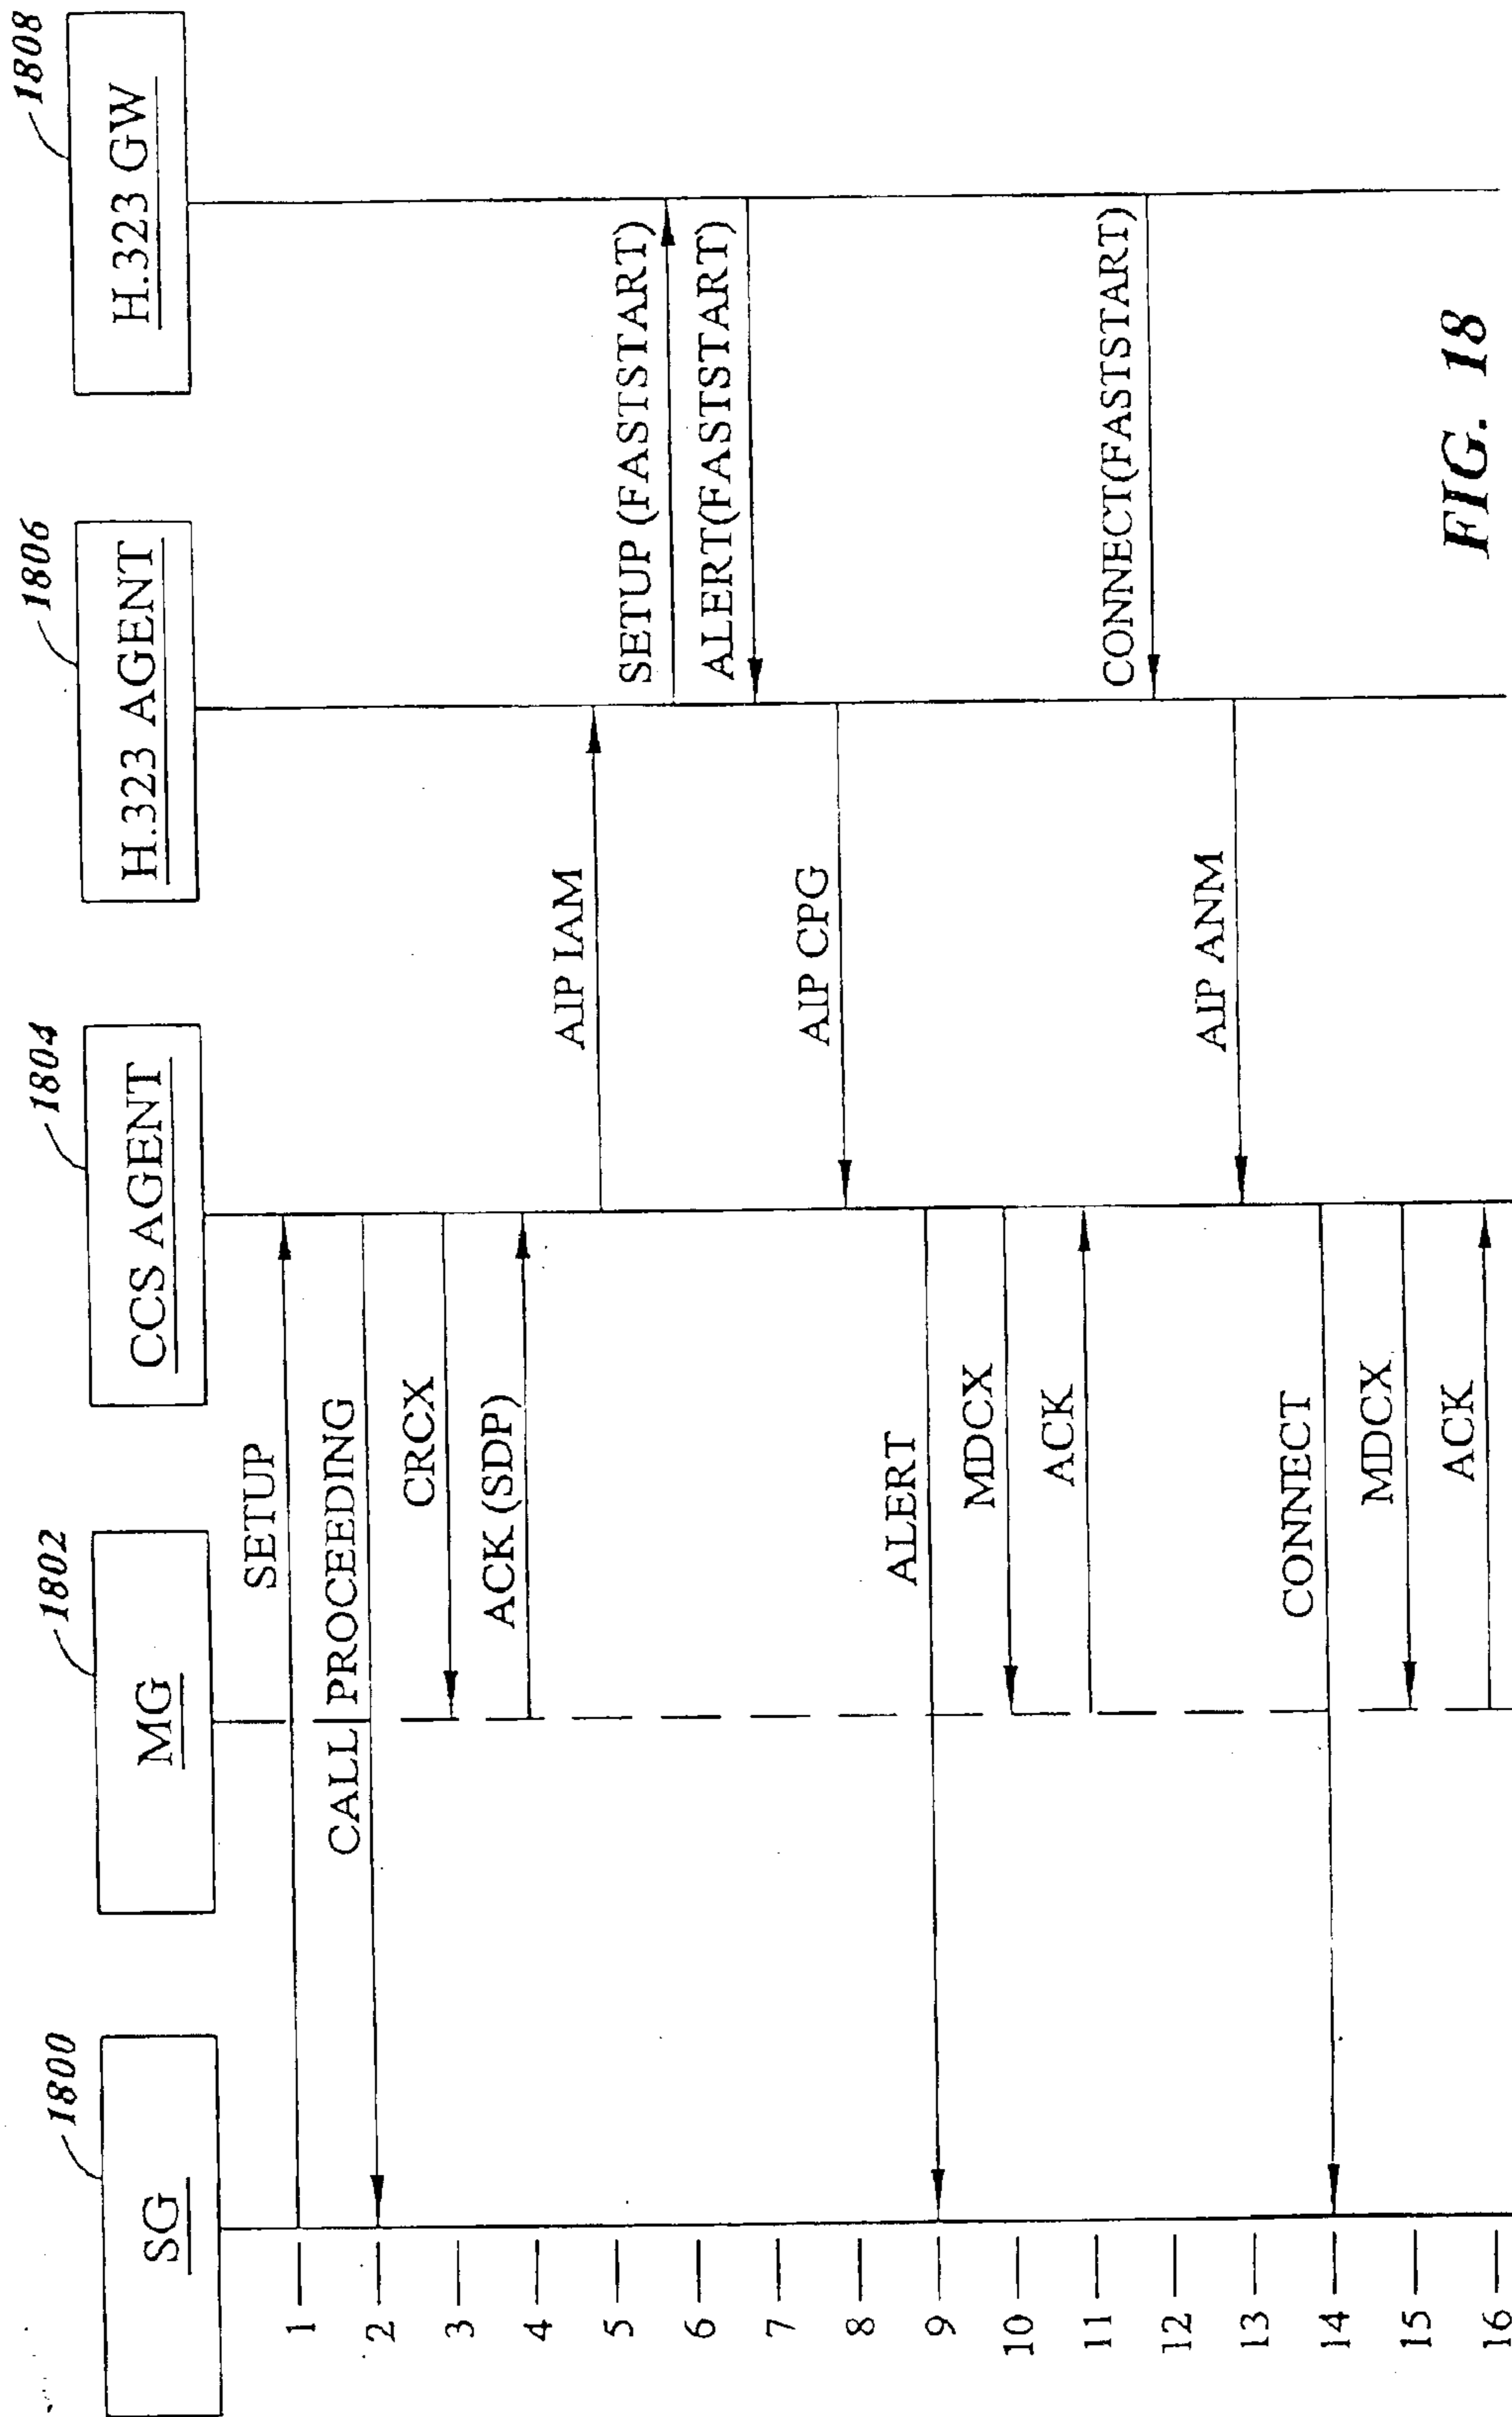 1800
SG
1802
MG
1804
CCS AGENT
1806
H.323 AGENT
1808
H.323 GW
1
SETUP
2
CALL PROCEEDING
3
CRCX
4
ACK (SDP)
5
AIP IAM
6
SETUP (FASTSTART)
7
ALERT(FASTSTART)
8
AIP CPG
9
ALERT
10
MDCX
11
ACK
12
CONNECT(FASTSTART)
13
AIP ANM
14
CONNECT
15
MDCX
16
ACK
FIG. 18